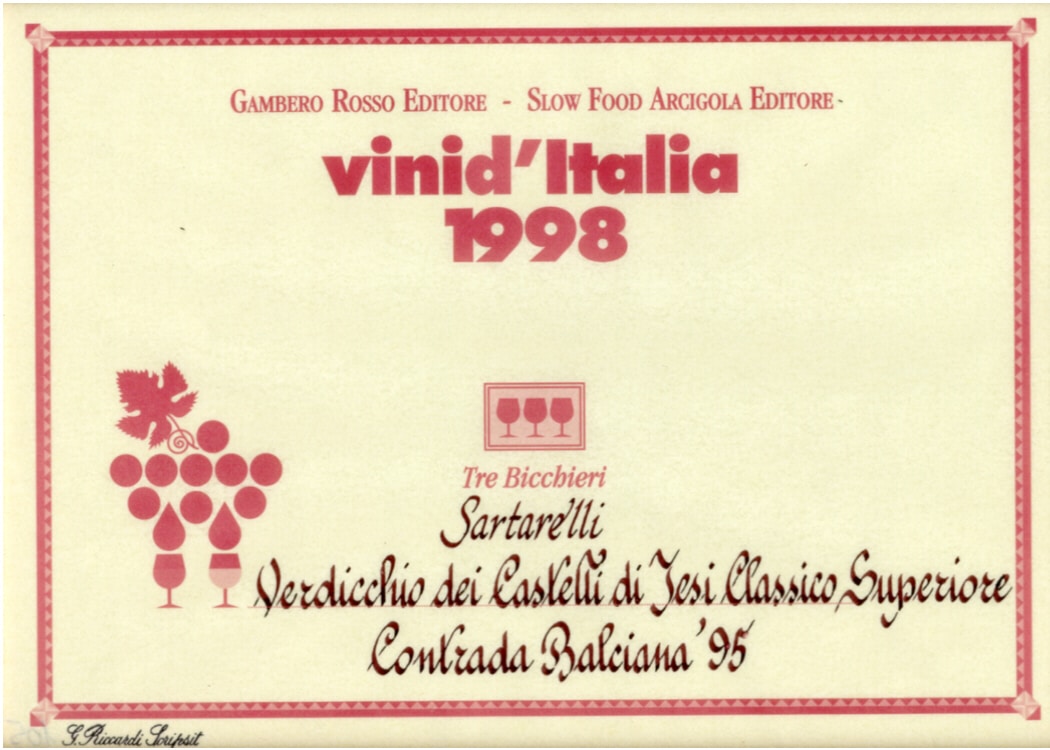 GAMBERO ROSSO EDITORE - SLOW FOOD ARCIGOLA EDITORE
vinid'Italia
1998
Tre Bicchieri
Sartarelli
Verdicchio dei Castelli di Jesi Classico Superiore
Contrada Balciana '95
G. Riccardi Scripsit